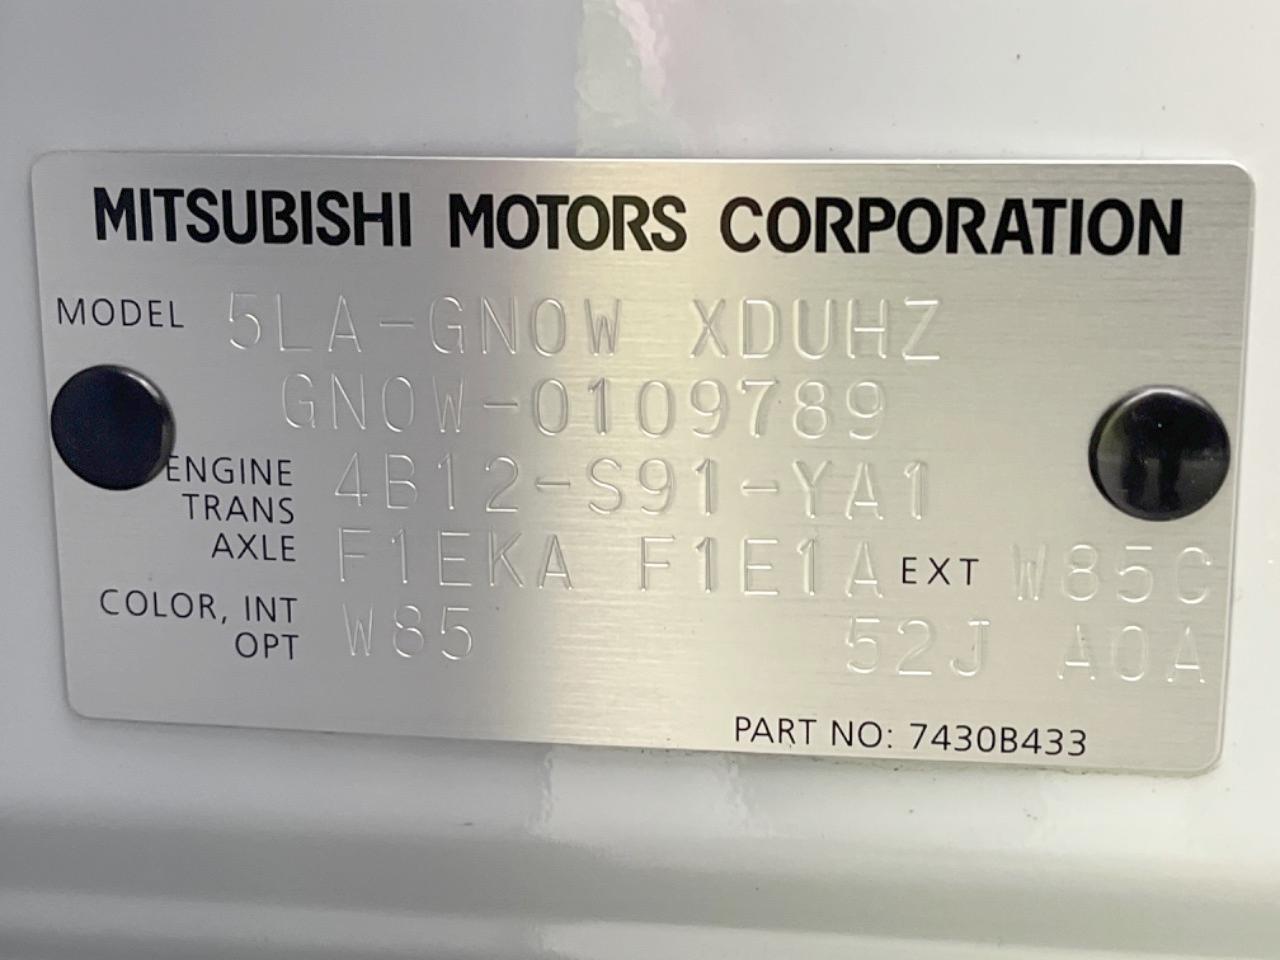 MITSUBISHI MOTORS CORPORATION
MODEL 5LA-GN0W XDUHZ
GN0W-0109789
ENGINE 4B12-S91-YA1
TRANS
AXLE F1EKA F1E1A EXT W85C
COLOR, INT W85 52J A0A
OPT
PART NO: 7430B433